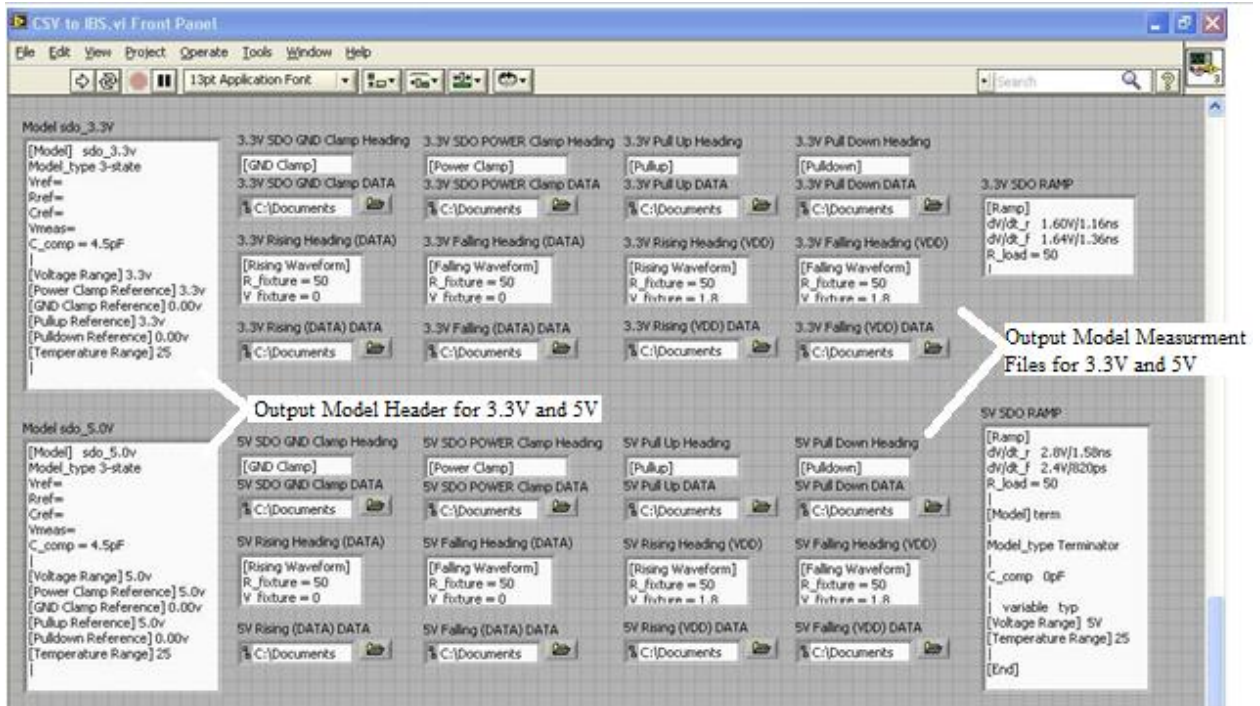 CSV to IBS.vi Front Panel
File Edit View Project Operate Tools Window Help
13pt Application Font
Search
3
Model sdo_3.3V
[Model] sdo_3.3v
Model_type 3-state
Vref=
Rref=
Cref=
Vmeas=
C_comp = 4.5pF
|
[Voltage Range] 3.3v
[Power Clamp Reference] 3.3v
[GND Clamp Reference] 0.00v
[Pullup Reference] 3.3v
[Pulldown Reference] 0.00v
[Temperature Range] 25
|
3.3V SDO GND Clamp Heading
[GND Clamp]
3.3V SDO GND Clamp DATA
C:\Documents
3.3V SDO POWER Clamp Heading
[Power Clamp]
3.3V SDO POWER Clamp DATA
C:\Documents
3.3V Pull Up Heading
[Pullup]
3.3V Pull Up DATA
C:\Documents
3.3V Pull Down Heading
[Pulldown]
3.3V Pull Down DATA
C:\Documents
3.3V Rising Heading (DATA)
[Rising Waveform]
R_fixture = 50
V_fixture = 0
3.3V Rising (DATA) DATA
C:\Documents
3.3V Falling Heading (DATA)
[Falling Waveform]
R_fixture = 50
V_fixture = 0
3.3V Falling (DATA) DATA
C:\Documents
3.3V Rising Heading (VDD)
[Rising Waveform]
R_fixture = 50
V_fixture = 1.8
3.3V Rising (VDD) DATA
C:\Documents
3.3V Falling Heading (VDD)
[Falling Waveform]
R_fixture = 50
V_fixture = 1.8
3.3V Falling (VDD) DATA
C:\Documents
3.3V SDO RAMP
[Ramp]
dV/dt_r 1.60V/1.16ns
dV/dt_f 1.64V/1.36ns
R_load = 50
|
Output Model Measurment
Files for 3.3V and 5V
Output Model Header for 3.3V and 5V
Model sdo_5.0V
[Model] sdo_5.0v
Model_type 3-state
Vref=
Rref=
Cref=
Vmeas=
C_comp = 4.5pF
|
[Voltage Range] 5.0v
[Power Clamp Reference] 5.0v
[GND Clamp Reference] 0.00v
[Pullup Reference] 5.0v
[Pulldown Reference] 0.00v
[Temperature Range] 25
|
5V SDO GND Clamp Heading
[GND Clamp]
5V SDO GND Clamp DATA
C:\Documents
5V SDO POWER Clamp Heading
[Power Clamp]
5V SDO POWER Clamp DATA
C:\Documents
5V Pull Up Heading
[Pullup]
5V Pull Up DATA
C:\Documents
5V Pull Down Heading
[Pulldown]
5V Pull Down DATA
C:\Documents
5V Rising Heading (DATA)
[Rising Waveform]
R_fixture = 50
V_fixture = 0
5V Rising (DATA) DATA
C:\Documents
5V Falling Heading (DATA)
[Falling Waveform]
R_fixture = 50
V_fixture = 0
5V Falling (DATA) DATA
C:\Documents
5V Rising Heading (VDD)
[Rising Waveform]
R_fixture = 50
V_fixture = 1.8
5V Rising (VDD) DATA
C:\Documents
5V Falling Heading (VDD)
[Falling Waveform]
R_fixture = 50
V_fixture = 1.8
5V Falling (VDD) DATA
C:\Documents
5V SDO RAMP
[Ramp]
dV/dt_r 2.8V/1.58ns
dV/dt_f 2.4V/820ps
R_load = 50
|
[Model] term
|
Model_type Terminator
|
C_comp 0pF
|
| variable typ
[Voltage Range] 5V
[Temperature Range] 25
|
[End]